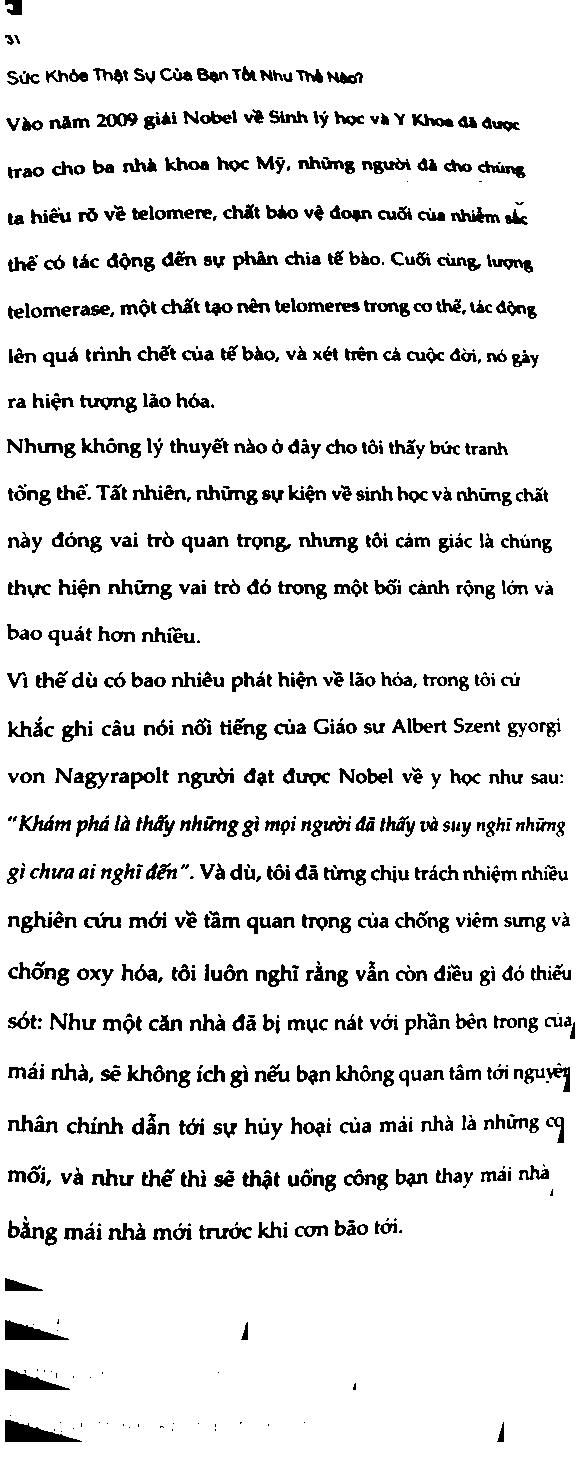 31
Sức Khỏe Thật Sự Của Bạn Tốt Như Thế Nào?
Vào năm 2009 giải Nobel về Sinh lý học và Y Khoa đã được
trao cho ba nhà khoa học Mỹ, những người đã cho chúng
ta hiểu rõ về telomere, chất bảo vệ đoạn cuối của nhiễm sắc
thể có tác động đến sự phân chia tế bào. Cuối cùng, lượng
telomerase, một chất tạo nên telomeres trong cơ thể, tác động
lên quá trình chết của tế bào, và xét trên cả cuộc đời, nó gây
ra hiện tượng lão hóa.
Nhưng không lý thuyết nào ở đây cho tôi thấy bức tranh
tổng thể. Tất nhiên, những sự kiện về sinh học và những chất
này đóng vai trò quan trọng, nhưng tôi cảm giác là chúng
thực hiện những vai trò đó trong một bối cảnh rộng lớn và
bao quát hơn nhiều.
Vì thế dù có bao nhiêu phát hiện về lão hóa, trong tôi cứ
khắc ghi câu nói nổi tiếng của Giáo sư Albert Szent gyorgi
von Nagyrapolt người đạt được Nobel về y học như sau:
"Khám phá là thấy những gì mọi người đã thấy và suy nghĩ những
gì chưa ai nghĩ đến". Và dù, tôi đã từng chịu trách nhiệm nhiều
nghiên cứu mới về tầm quan trọng của chống viêm sưng và
chống oxy hóa, tôi luôn nghĩ rằng vẫn còn điều gì đó thiếu
sót: Như một căn nhà đã bị mục nát với phần bên trong của
mái nhà, sẽ không ích gì nếu bạn không quan tâm tới nguyên
nhân chính dẫn tới sự hủy hoại của mái nhà là những con
mối, và như thế thì sẽ thật uổng công bạn thay mái nhà
bằng mái nhà mới trước khi cơn bão tới.